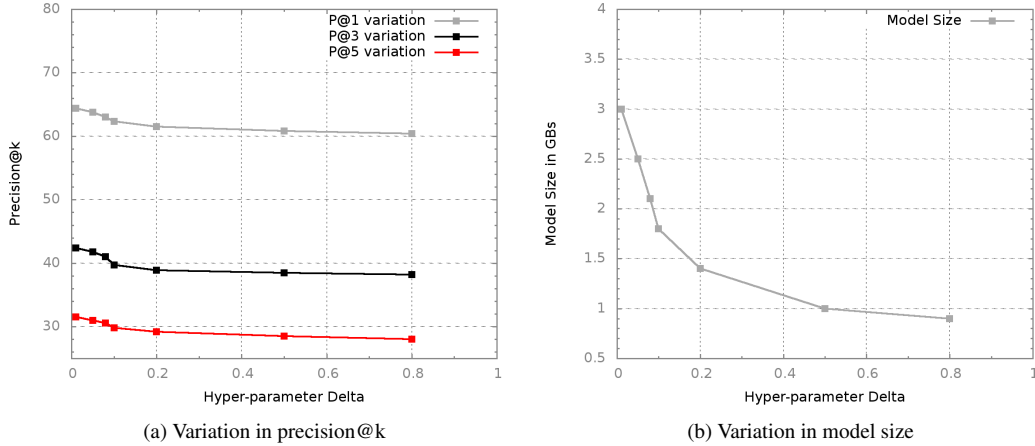 80
70
60
50
40
30
Precision@k
P@1 variation
P@3 variation
P@5 variation
0 0.2 0.4 0.6 0.8 1
Hyper-parameter Delta
(a) Variation in precision@k
4
3.5
3
2.5
2
1.5
1
0.5
Model Size in GBs
Model Size
0 0.2 0.4 0.6 0.8 1
Hyper-parameter Delta
(b) Variation in model size